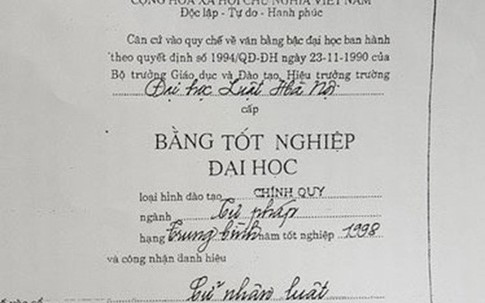 CỘNG HÒA XÃ HỘI CHỦ NGHĨA VIỆT NAM
Độc lập - Tự do - Hạnh phúc
Căn cứ vào quy chế về văn bằng bậc đại học ban hành
theo quyết định số 1994/QD-ĐH ngày 23-11-1990 của
Bộ trưởng Giáo dục và Đào tạo, Hiệu trưởng trường
Đại học Luật Hà Nội
cấp
BẰNG TỐT NGHIỆP
ĐẠI HỌC
loại hình đào tạo CHÍNH QUY
ngành Tư pháp
hạng Trung bình năm tốt nghiệp 1998
và công nhận danh hiệu
Cử nhân luật